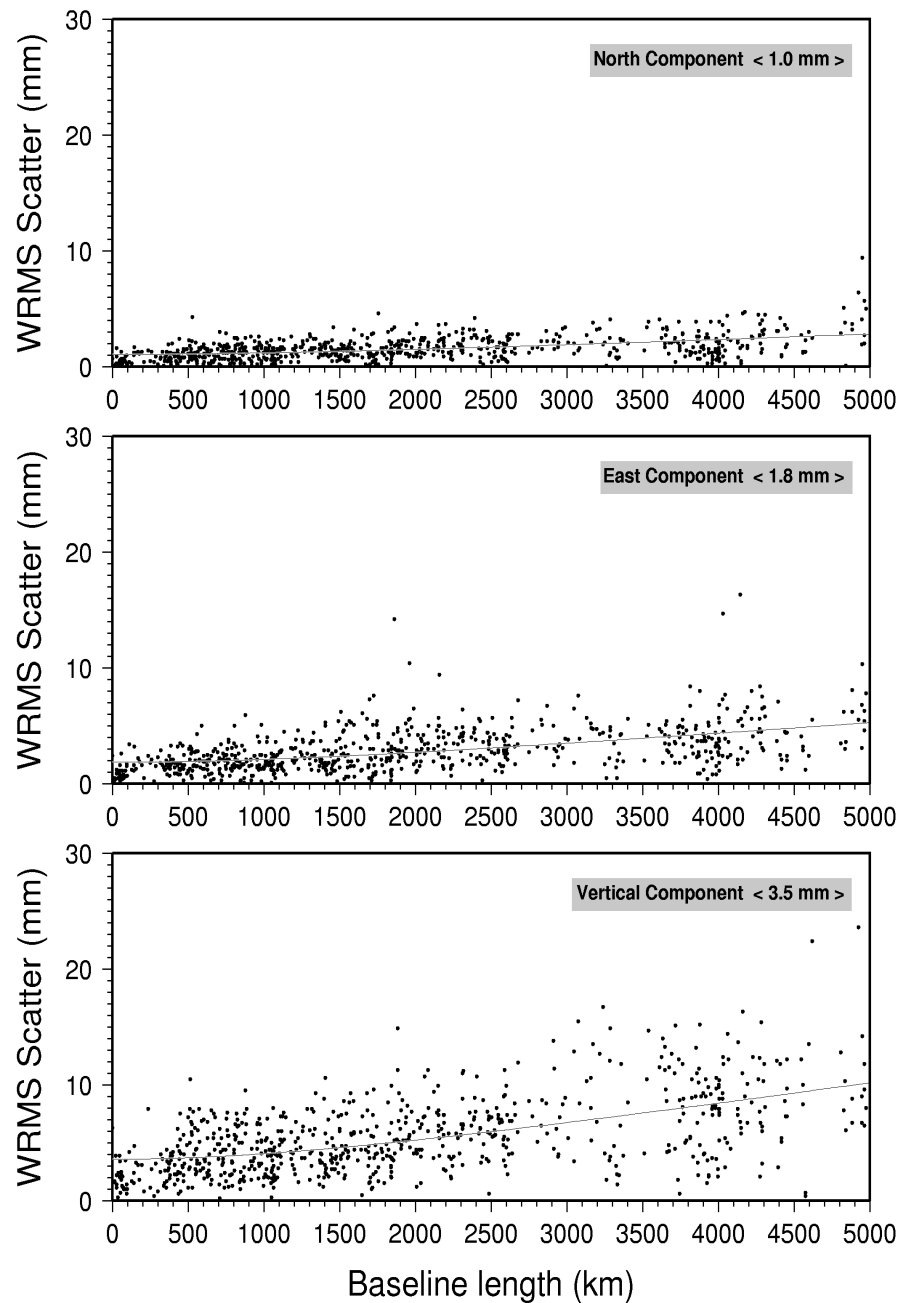 30
North Component < 1.0 mm >
20
10
0
WRMS Scatter (mm)
0 500 1000 1500 2000 2500 3000 3500 4000 4500 5000
30
East Component < 1.8 mm >
20
10
0
WRMS Scatter (mm)
0 500 1000 1500 2000 2500 3000 3500 4000 4500 5000
30
Vertical Component < 3.5 mm >
20
10
0
WRMS Scatter (mm)
0 500 1000 1500 2000 2500 3000 3500 4000 4500 5000
Baseline length (km)